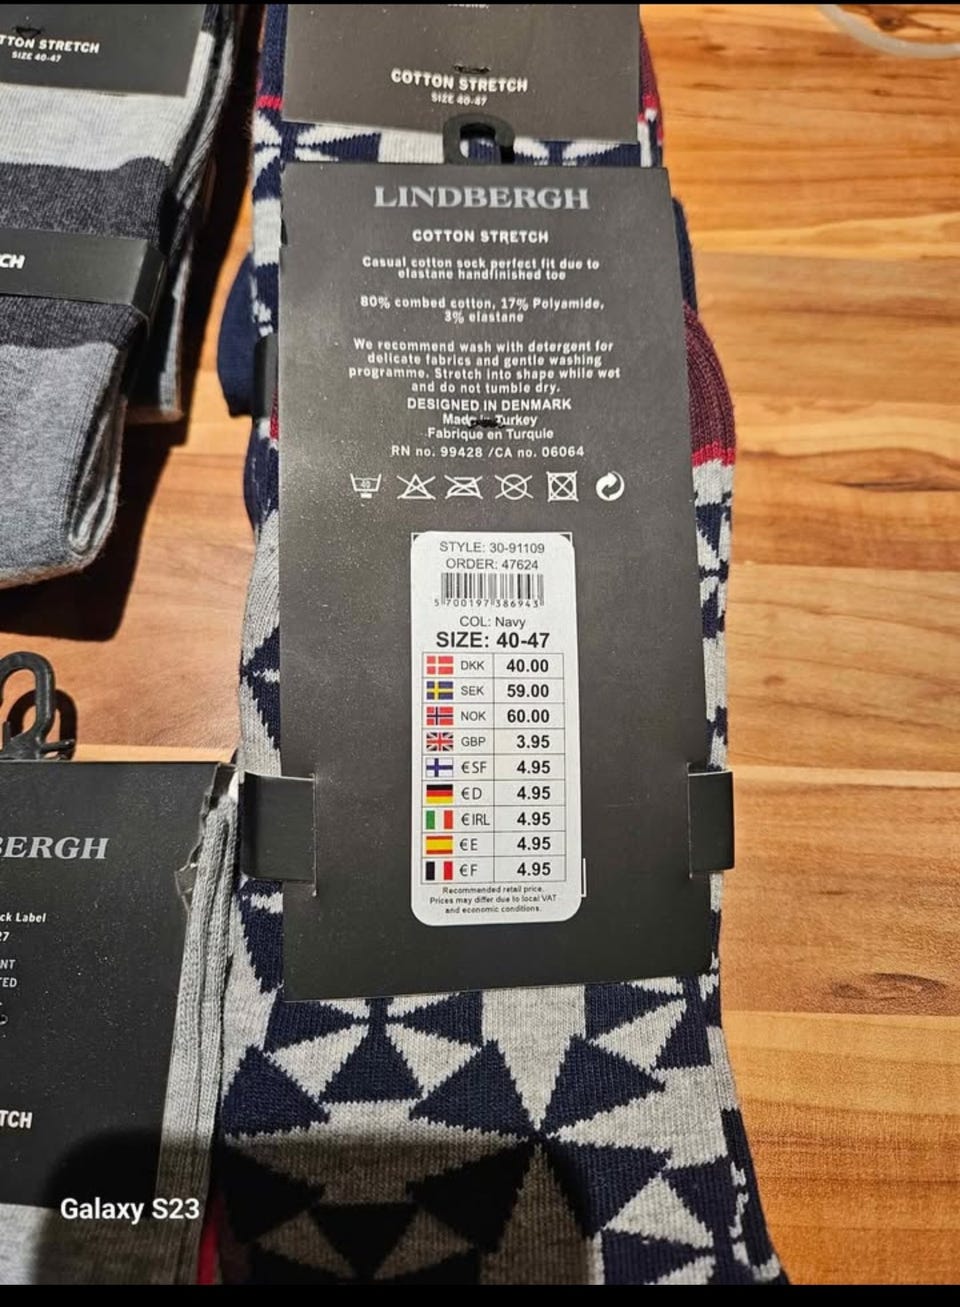 COTTON STRETCH
SIZE 40-47
TTON STRETCH
SIZE 40-47
CH
LINDBERGH
COTTON STRETCH
Casual cotton sock perfect fit due to
elastane handfinished toe
80% combed cotton, 17% Polyamide,
3% elastane
We recommend wash with detergent for
delicate fabrics and gentle washing
programme. Stretch into shape while wet
and do not tumble dry.
DESIGNED IN DENMARK
Made in Turkey
Fabrique en Turquie
RN no. 99428 /CA no. 06064
40
STYLE: 30-91109
ORDER: 47624
5 700197 386943
COL: Navy
SIZE: 40-47
DKK 40.00
SEK 59.00
NOK 60.00
GBP 3.95
€SF 4.95
€D 4.95
€IRL 4.95
€E 4.95
€F 4.95
Recommended retail price.
Prices may differ due to local VAT
and economic conditions.
BERGH
ck Label
27
NT
TED
TCH
Galaxy S23